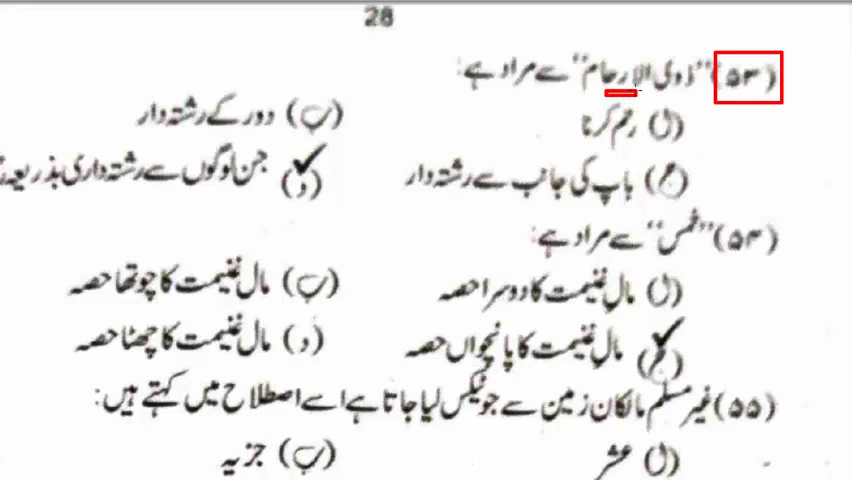 28
(۵۳) "ذوی الارحام" سے مراد ہے:
(ل) رحم کرنا (ب) دور کے رشتہ دار
(ج) باپ کی جانب سے رشتہ دار (د) جن لوگوں سے رشتہ داری بذریعہ
(۵۴) "خمس" سے مراد ہے:
(ل) مالِ غنیمت کا دوسرا حصہ (ب) مالِ غنیمت کا چوتھا حصہ
(ج) مالِ غنیمت کا پانچواں حصہ (د) مالِ غنیمت کا چھٹا حصہ
(۵۵) غیر مسلم مالکان زمین سے جو ٹیکس لیا جاتا ہے اسے اصطلاح میں کہتے ہیں:
(ل) عشر (ب) جزیہ